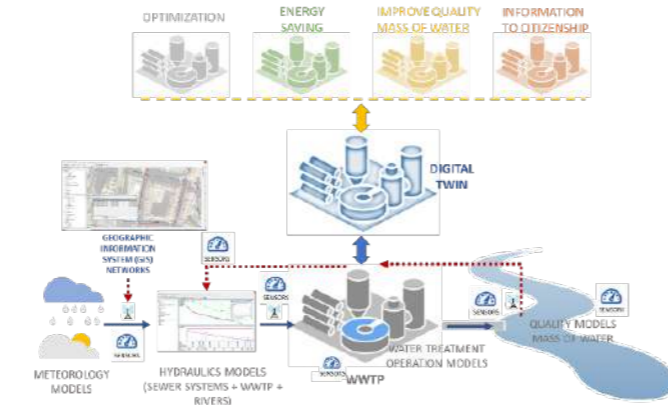 OPTIMIZATION
ENERGY
SAVING
IMPROVE QUALITY
MASS OF WATER
INFORMATION
TO CITIZENSHIP
DIGITAL
TWIN
GEOGRAPHIC
INFORMATION
SYSTEM (GIS)
NETWORKS
SENSORS
SENSORS
SENSORS
SENSORS
SENSORS
SENSORS
METEOROLOGY
MODELS
HYDRAULICS MODELS
(SEWER SYSTEMS + WWTP +
RIVERS)
WWTP
WATER TREATMENT
OPERATION MODELS
QUALITY MODELS
MASS OF WATER